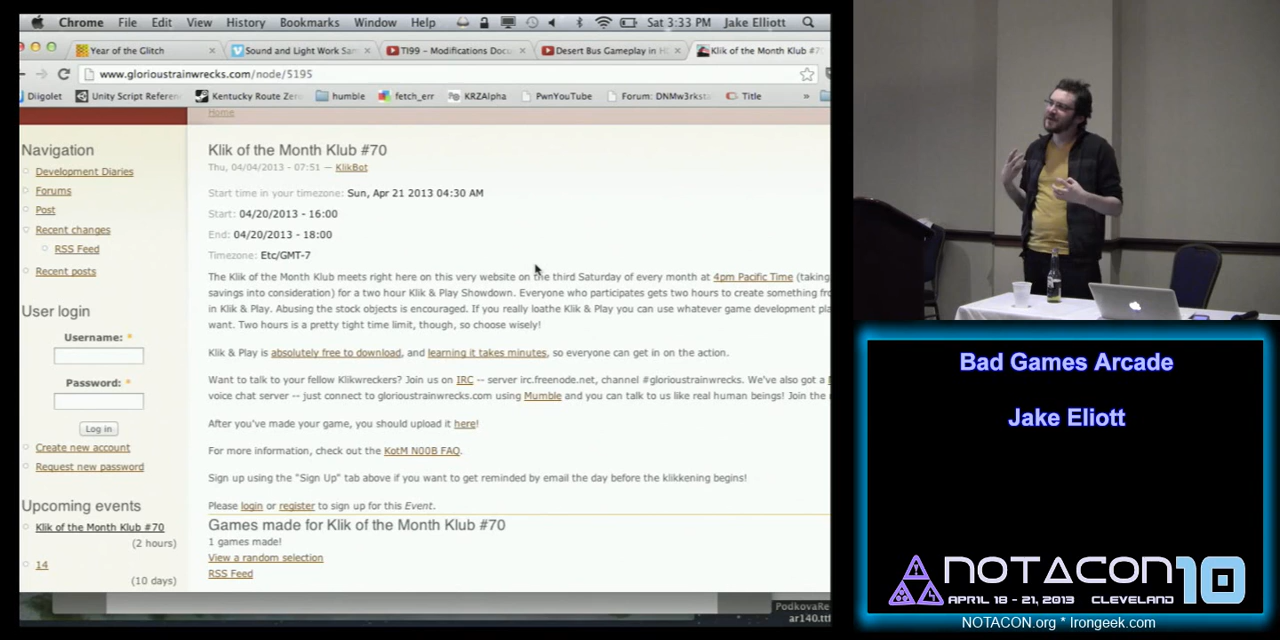 Chrome File Edit View History Bookmarks Window Help Sat 3:33 PM Jake Elliott
Year of the Glitch
Sound and Light Work Sam
TI99 – Modifications Docu
Desert Bus Gameplay in H
Klik of the Month Klub #7
www.glorioustrainwrecks.com/node/5195
Diigolet Unity Script Referen Kentucky Route Zer humble fetch_err KRZAlpha PwnYouTube Forum: DNMw3rkst Title »
Home
Navigation
Development Diaries
Forums
Post
Recent changes
RSS Feed
Recent posts
User login
Username: *
Password: *
Log in
Create new account
Request new password
Upcoming events
Klik of the Month Klub #70
(2 hours)
14
(10 days)
Klik of the Month Klub #70
Thu, 04/04/2013 - 07:51 — KlikBot
Start time in your timezone: Sun, Apr 21 2013 04:30 AM
Start: 04/20/2013 - 16:00
End: 04/20/2013 - 18:00
Timezone: Etc/GMT-7
The Klik of the Month Klub meets right here on this very website on the third Saturday of every month at 4pm Pacific Time (taking
savings into consideration) for a two hour Klik & Play Showdown. Everyone who participates gets two hours to create something fro
in Klik & Play. Abusing the stock objects is encouraged. If you really loathe Klik & Play you can use whatever game development pla
want. Two hours is a pretty tight time limit, though, so choose wisely!
Klik & Play is absolutely free to download, and learning it takes minutes, so everyone can get in on the action.
Want to talk to your fellow Klikwreckers? Join us on IRC -- server irc.freenode.net, channel #glorioustrainwrecks. We've also got a
voice chat server -- just connect to glorioustrainwrecks.com using Mumble and you can talk to us like real human beings! Join the
After you've made your game, you should upload it here!
For more information, check out the KotM N00B FAQ.
Sign up using the "Sign Up" tab above if you want to get reminded by email the day before the klikkening begins!
Please login or register to sign up for this Event.
Games made for Klik of the Month Klub #70
1 games made!
View a random selection
RSS Feed
PodkovaRe
ar140.ttl
Bad Games Arcade
Jake Eliott
NOTACON 10
APRIL 18 - 21, 2013 CLEVELAND
NOTACON.org * Irongeek.com